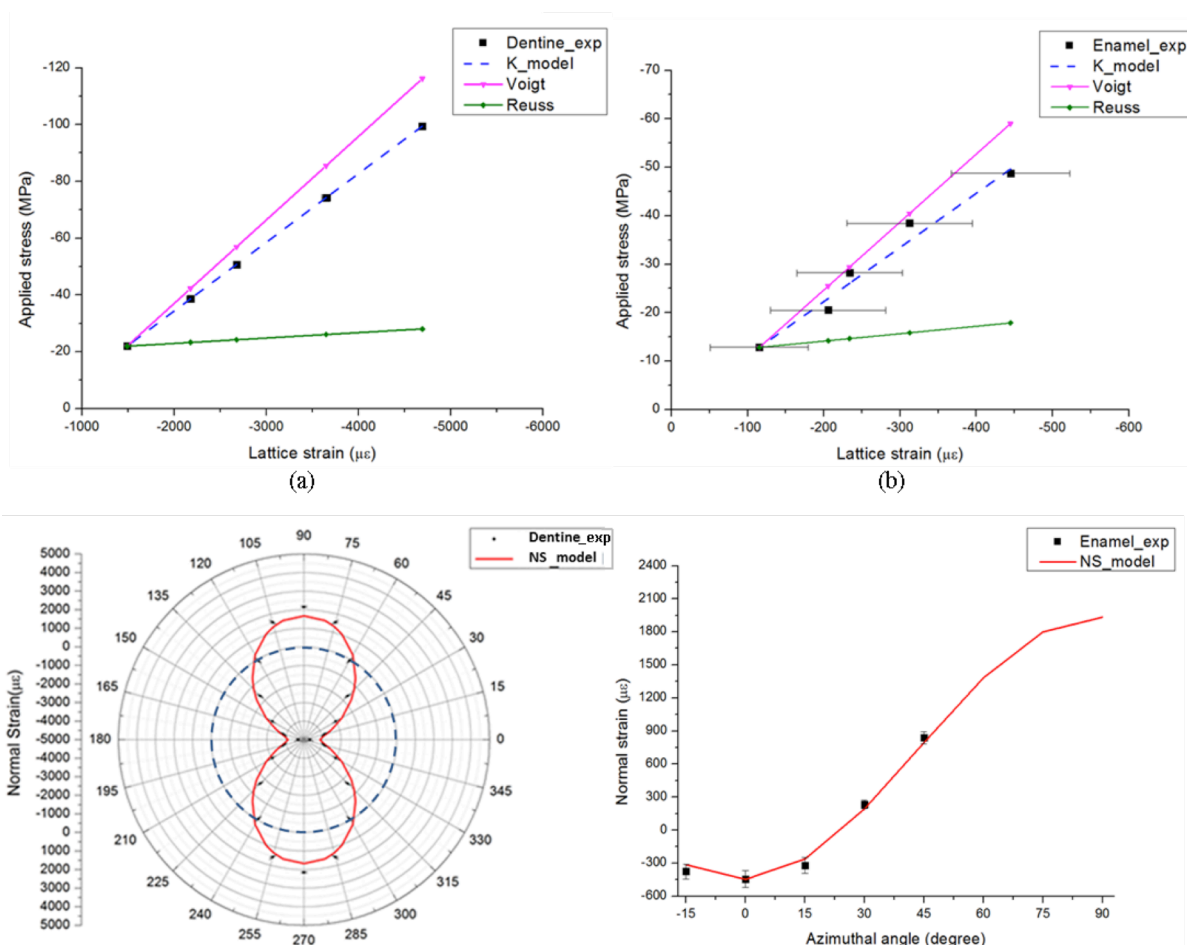 Dentine_exp
K_model
Voigt
Reuss
-120
-100
-80
-60
-40
-20
0
Applied stress (MPa)
-1000 -2000 -3000 -4000 -5000 -6000
Lattice strain (με)
(a)
Enamel_exp
K_model
Voigt
Reuss
-70
-60
-50
-40
-30
-20
-10
0
Applied stress (MPa)
0 -100 -200 -300 -400 -500 -600
Lattice strain (με)
(b)
Dentine_exp
NS_model
5000
4000
3000
2000
1000
0
-1000
-2000
-3000
-4000
-5000
-4000
-3000
-2000
-1000
0
1000
2000
3000
4000
5000
Normal Strain(με)
90
105 75
120 60
135 45
150 30
165 15
180 0
195 345
210 330
225 315
240 300
255 285
270
Enamel_exp
NS_model
2400
2100
1800
1500
1200
900
600
300
0
-300
-600
Normal strain (με)
-15 0 15 30 45 60 75 90
Azimuthal angle (degree)